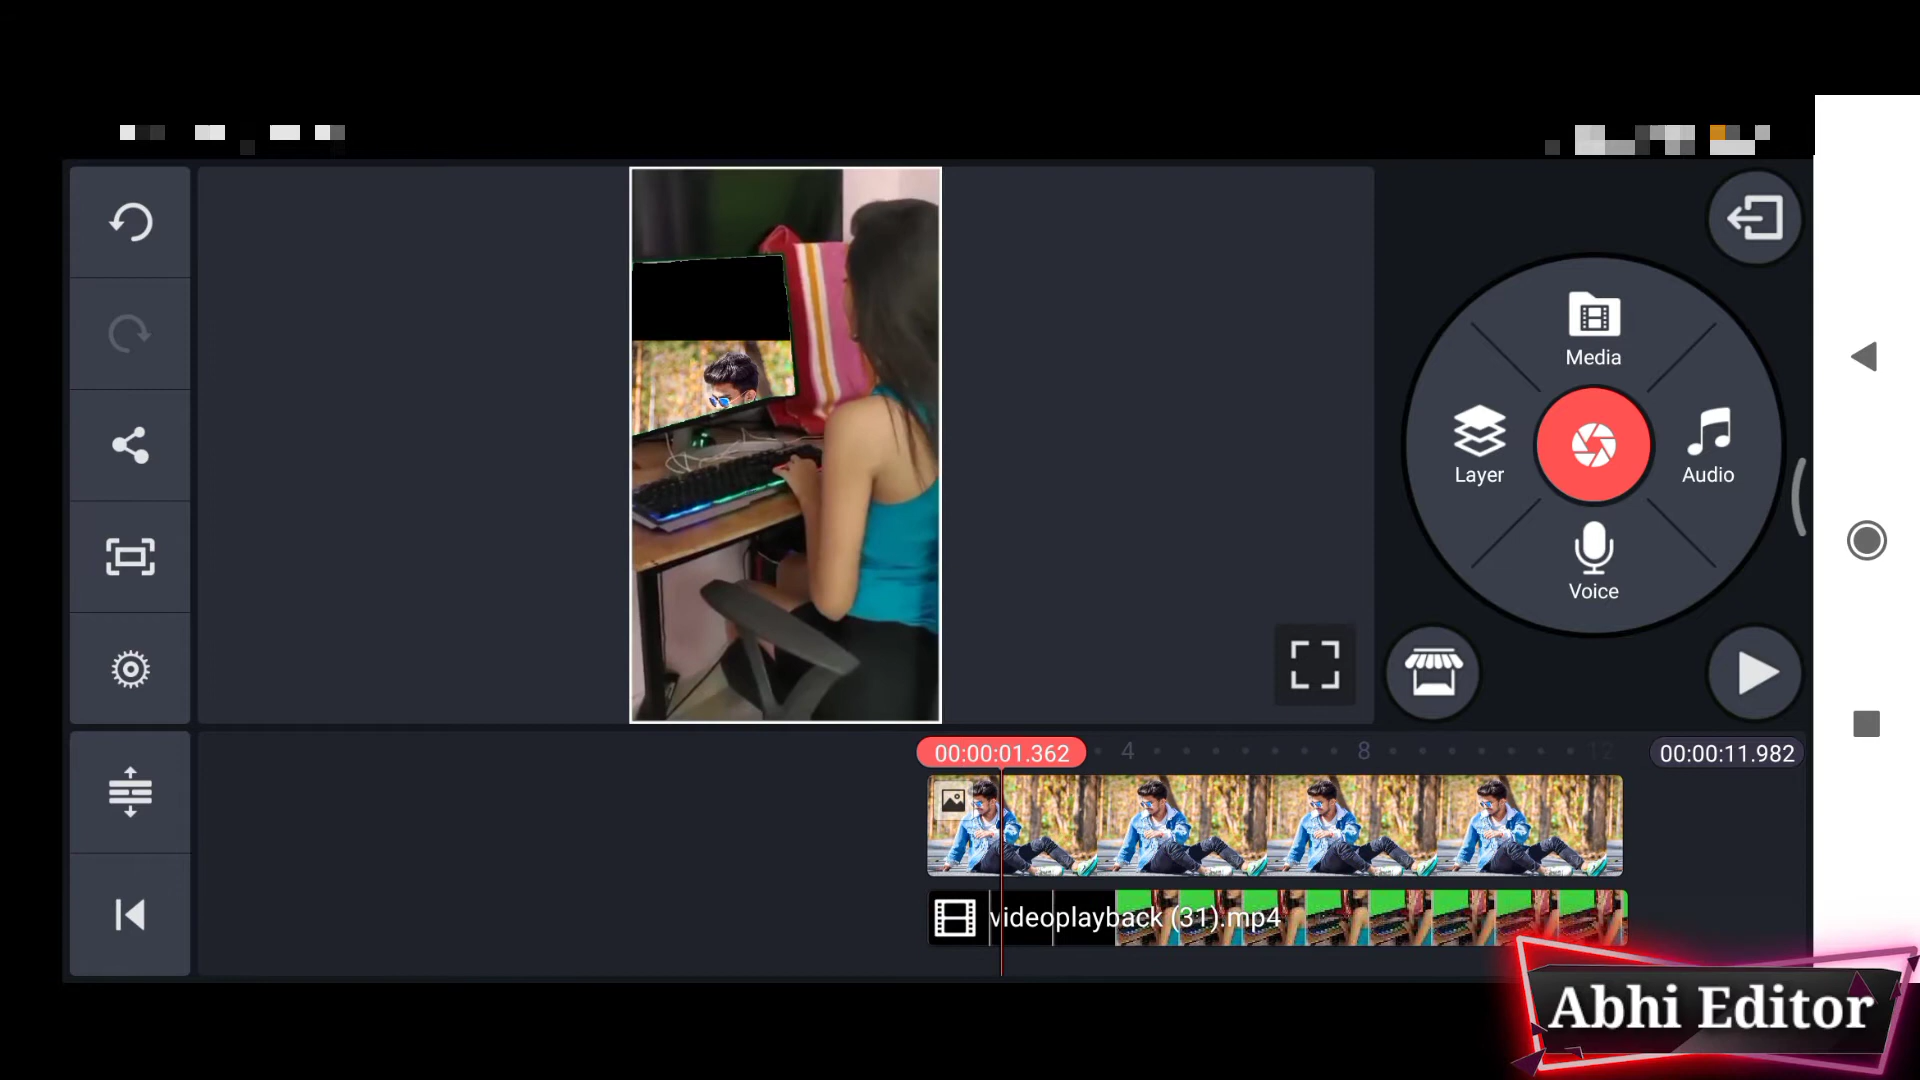 Media
Layer
Audio
Voice
00:00:01.362
4
8
12
00:00:11.982
videoplayback (31).mp4
Abhi Editor